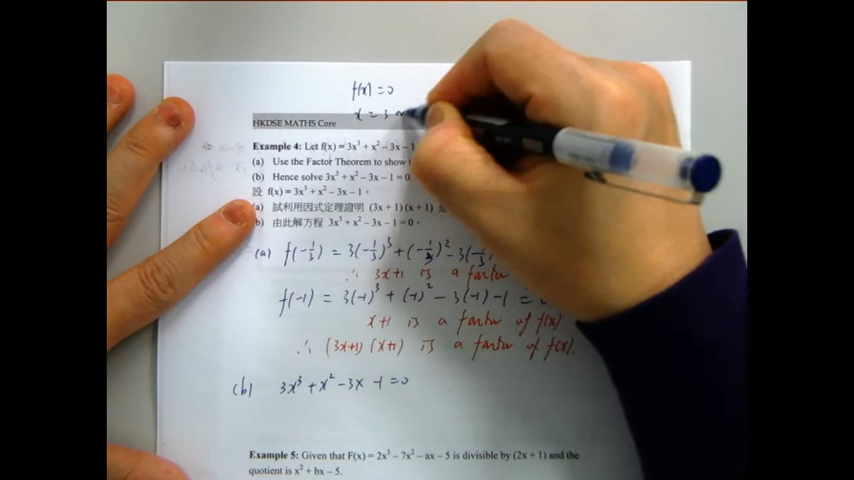 f(x) = 0
x = 3
HKDSE MATHS Core
Example 4: Let f(x) = 3x³ + x² – 3x – 1
(a) Use the Factor Theorem to show
(b) Hence solve 3x³ + x² – 3x – 1 = 0.
設 f(x) = 3x³ + x² – 3x – 1。
(a) 試利用因式定理證明 (3x + 1)(x + 1) 是
(b) 由此解方程 3x³ + x² – 3x – 1 = 0。
(a) f(-1/3) = 3(-1/3)³ + (-1/3)² - 3(-1/3)
∴ 3x+1 is a factor
f(-1) = 3(-1)³ + (-1)² - 3(-1) - 1 =
x+1 is a factor of f(x)
∴ (3x+1)(x+1) is a factor of f(x).
(b) 3x³ + x² - 3x - 1 = 0
Example 5: Given that F(x) = 2x³ – 7x² – ax – 5 is divisible by (2x + 1) and the
quotient is x² + bx – 5.